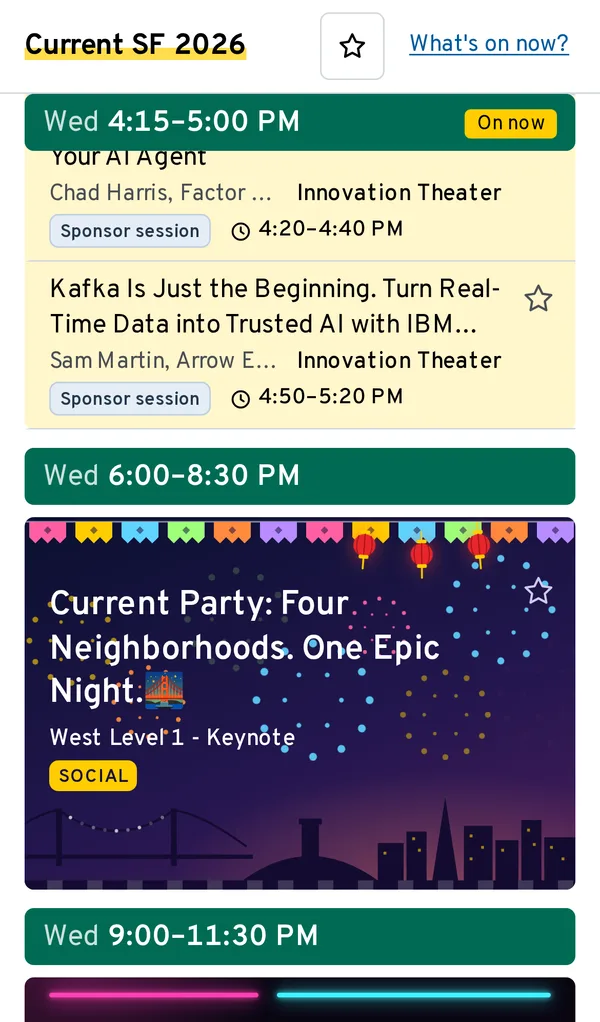 Current SF 2026
What's on now?
Wed 4:15–5:00 PM
On now
Your AI Agent
Chad Harris, Factor ... Innovation Theater
Sponsor session 4:20–4:40 PM
Kafka Is Just the Beginning. Turn Real-
Time Data into Trusted AI with IBM...
Sam Martin, Arrow E... Innovation Theater
Sponsor session 4:50–5:20 PM
Wed 6:00–8:30 PM
Current Party: Four
Neighborhoods. One Epic
Night.🌉
West Level 1 - Keynote
SOCIAL
Wed 9:00–11:30 PM